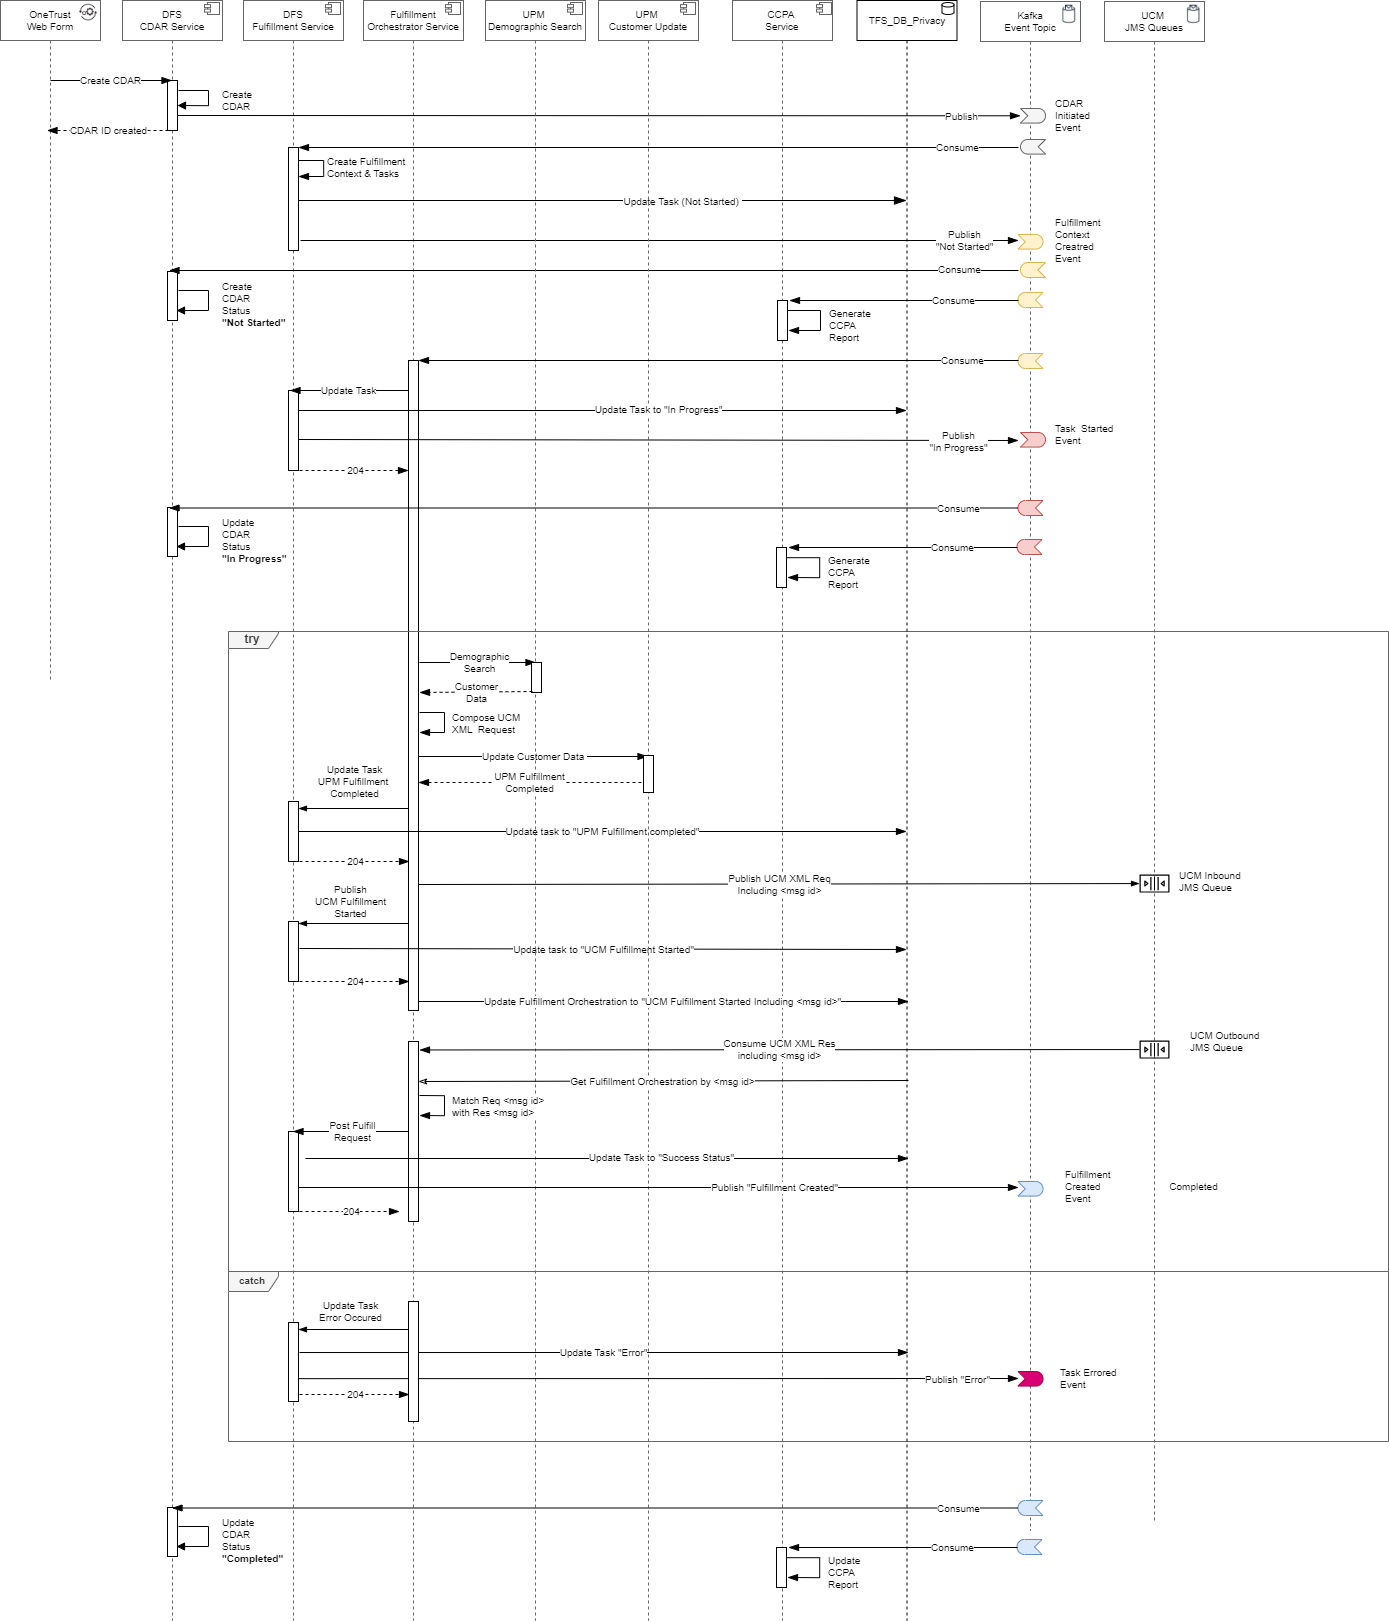 OneTrust
Web Form
DFS
CDAR Service
DFS
Fulfillment Service
Fulfillment
Orchestrator Service
UPM
Demographic Search
UPM
Customer Update
CCPA
Service
TFS_DB_Privacy
Kafka
Event Topic
UCM
JMS Queues
Create CDAR
Create
CDAR
Publish
CDAR
Initiated
Event
CDAR ID created
Consume
Create Fulfillment
Context & Tasks
Update Task (Not Started)
Publish
"Not Started"
Fulfillment
Context
Creatred
Event
Consume
Create
CDAR
Status
"Not Started"
Consume
Generate
CCPA
Report
Consume
Update Task
Update Task to "In Progress"
Publish
"In Progress"
Task Started
Event
204
Consume
Update
CDAR
Status
"In Progress"
Consume
Generate
CCPA
Report
try
Demographic
Search
Customer
Data
Compose UCM
XML Request
Update Customer Data
UPM Fulfillment
Completed
Update Task
UPM Fulfillment
Completed
Update task to "UPM Fulfillment completed"
204
Publish UCM XML Req
Including <msg id>
UCM Inbound
JMS Queue
Publish
UCM Fulfillment
Started
Update task to "UCM Fulfillment Started"
204
Update Fulfillment Orchestration to "UCM Fulfillment Started Including <msg id>"
Consume UCM XML Res
including <msg id>
UCM Outbound
JMS Queue
Get Fulfillment Orchestration by <msg id>
Match Req <msg id>
with Res <msg id>
Post Fulfill
Request
Update Task to "Success Status"
Publish "Fulfillment Created"
Fulfillment
Created
Event
Completed
204
catch
Update Task
Error Occured
Update Task "Error"
Publish "Error"
Task Errored
Event
204
Consume
Update
CDAR
Status
"Completed"
Consume
Update
CCPA
Report